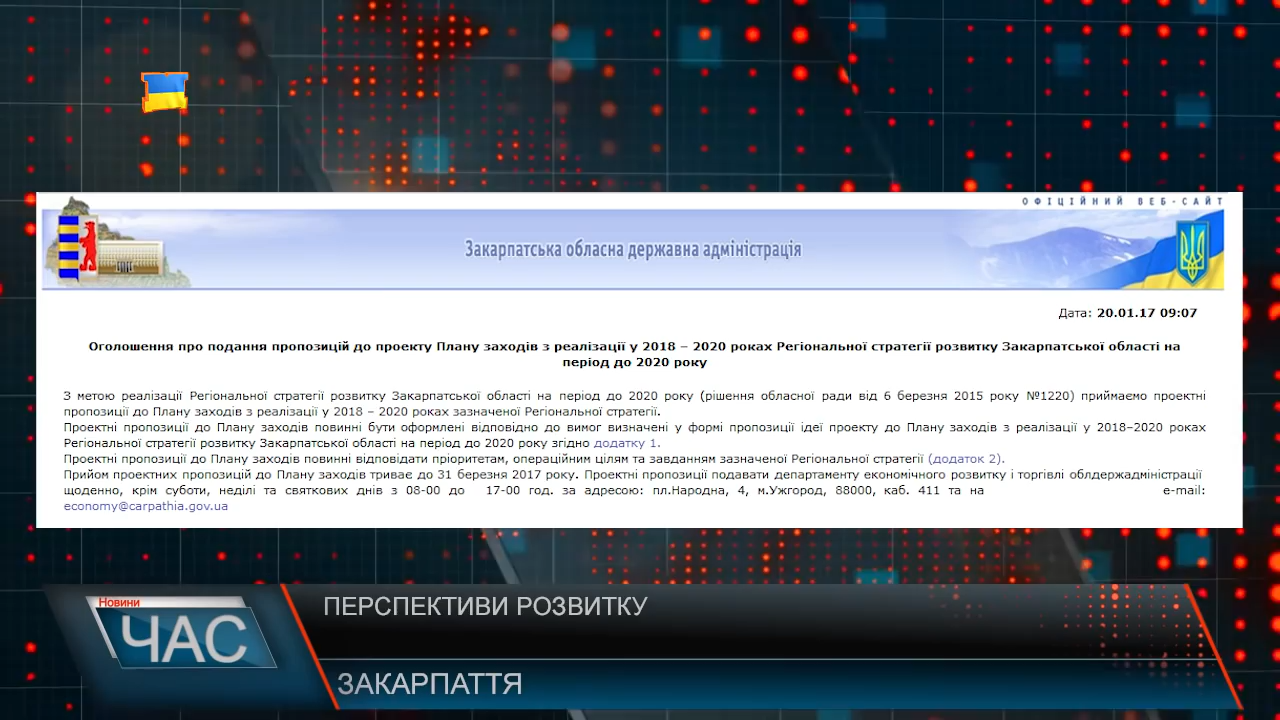 ОФІЦІЙНИЙ ВЕБ-САЙТ
Закарпатська обласна державна адміністрація
Дата: 20.01.17 09:07
Оголошення про подання пропозицій до проекту Плану заходів з реалізації у 2018 – 2020 роках Регіональної стратегії розвитку Закарпатської області на
період до 2020 року
З метою реалізації Регіональної стратегії розвитку Закарпатської області на період до 2020 року (рішення обласної ради від 6 березня 2015 року №1220) приймаємо проектні
пропозиції до Плану заходів з реалізації у 2018 – 2020 роках зазначеної Регіональної стратегії.
Проектні пропозиції до Плану заходів повинні бути оформлені відповідно до вимог визначені у формі пропозиції ідеї проекту до Плану заходів з реалізації у 2018–2020 роках
Регіональної стратегії розвитку Закарпатської області на період до 2020 року згідно додатку 1.
Проектні пропозиції до Плану заходів повинні відповідати пріоритетам, операційним цілям та завданням зазначеної Регіональної стратегії (додаток 2).
Прийом проектних пропозицій до Плану заходів триває до 31 березня 2017 року. Проектні пропозиції подавати департаменту економічного розвитку і торгівлі облдержадміністрації
щоденно, крім суботи, неділі та святкових днів з 08-00 до 17-00 год. за адресою: пл.Народна, 4, м.Ужгород, 88000, каб. 411 та на e-mail:
economy@carpathia.gov.ua
Новини
ЧАС
ПЕРСПЕКТИВИ РОЗВИТКУ
ЗАКАРПАТТЯ